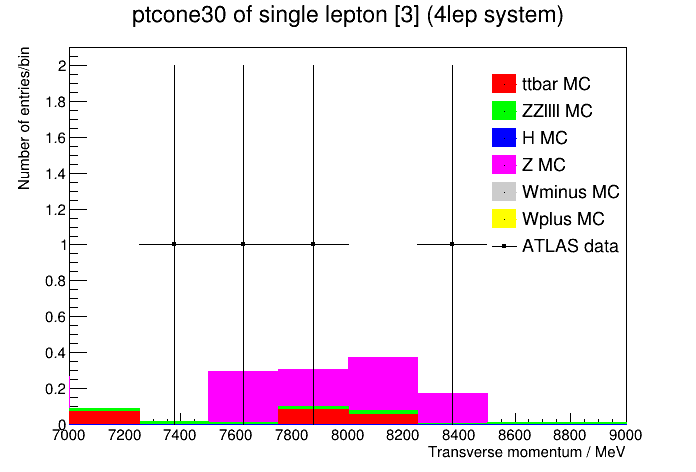 ptcone30 of single lepton [3] (4lep system)
Number of entries/bin
2
1.8
1.6
1.4
1.2
1
0.8
0.6
0.4
0.2
0
ttbar MC
ZZllll MC
H MC
Z MC
Wminus MC
Wplus MC
ATLAS data
7000 7200 7400 7600 7800 8000 8200 8400 8600 8800 9000
Transverse momentum / MeV